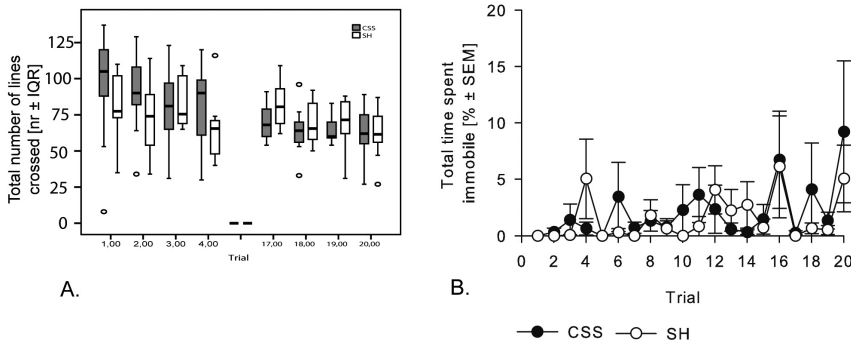 Total number of lines
crossed [nr ± IQR]
125
100
75
50
25
0
1,00 2,00 3,00 4,00 17,00 18,00 19,00 20,00
Trial
CSS
SH
A.
Total time spent
immobile [% ± SEM]
20
15
10
5
0
0 2 4 6 8 10 12 14 16 18 20
Trial
CSS SH
B.